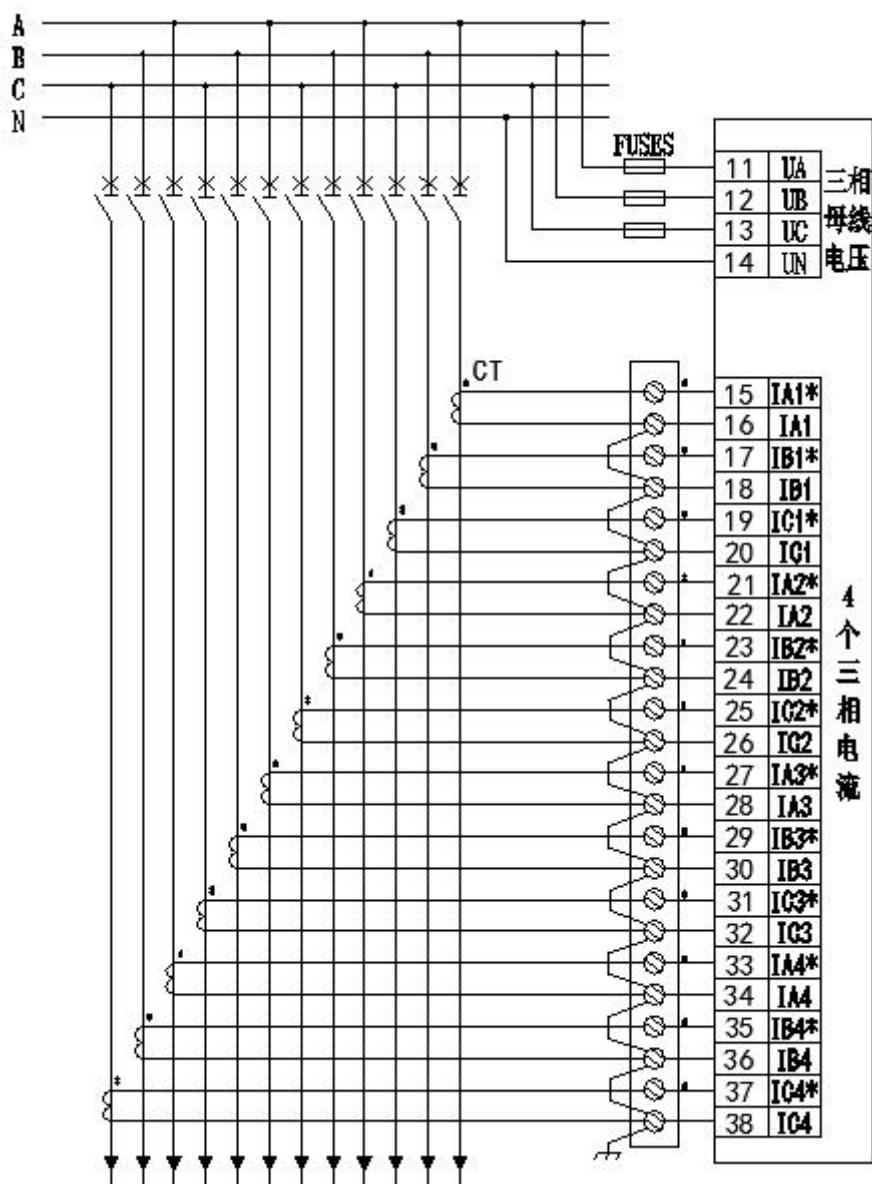 A
B
C
N
FUSES
11 UA
12 UB
13 UC
14 UN
三相
母线
电压
CT
15 IA1*
16 IA1
17 IB1*
18 IB1
19 IC1*
20 IC1
21 IA2*
22 IA2
23 IB2*
24 IB2
25 IC2*
26 IC2
27 IA3*
28 IA3
29 IB3*
30 IB3
31 IC3*
32 IC3
33 IA4*
34 IA4
35 IB4*
36 IB4
37 IC4*
38 IC4
4
个
三
相
电
流